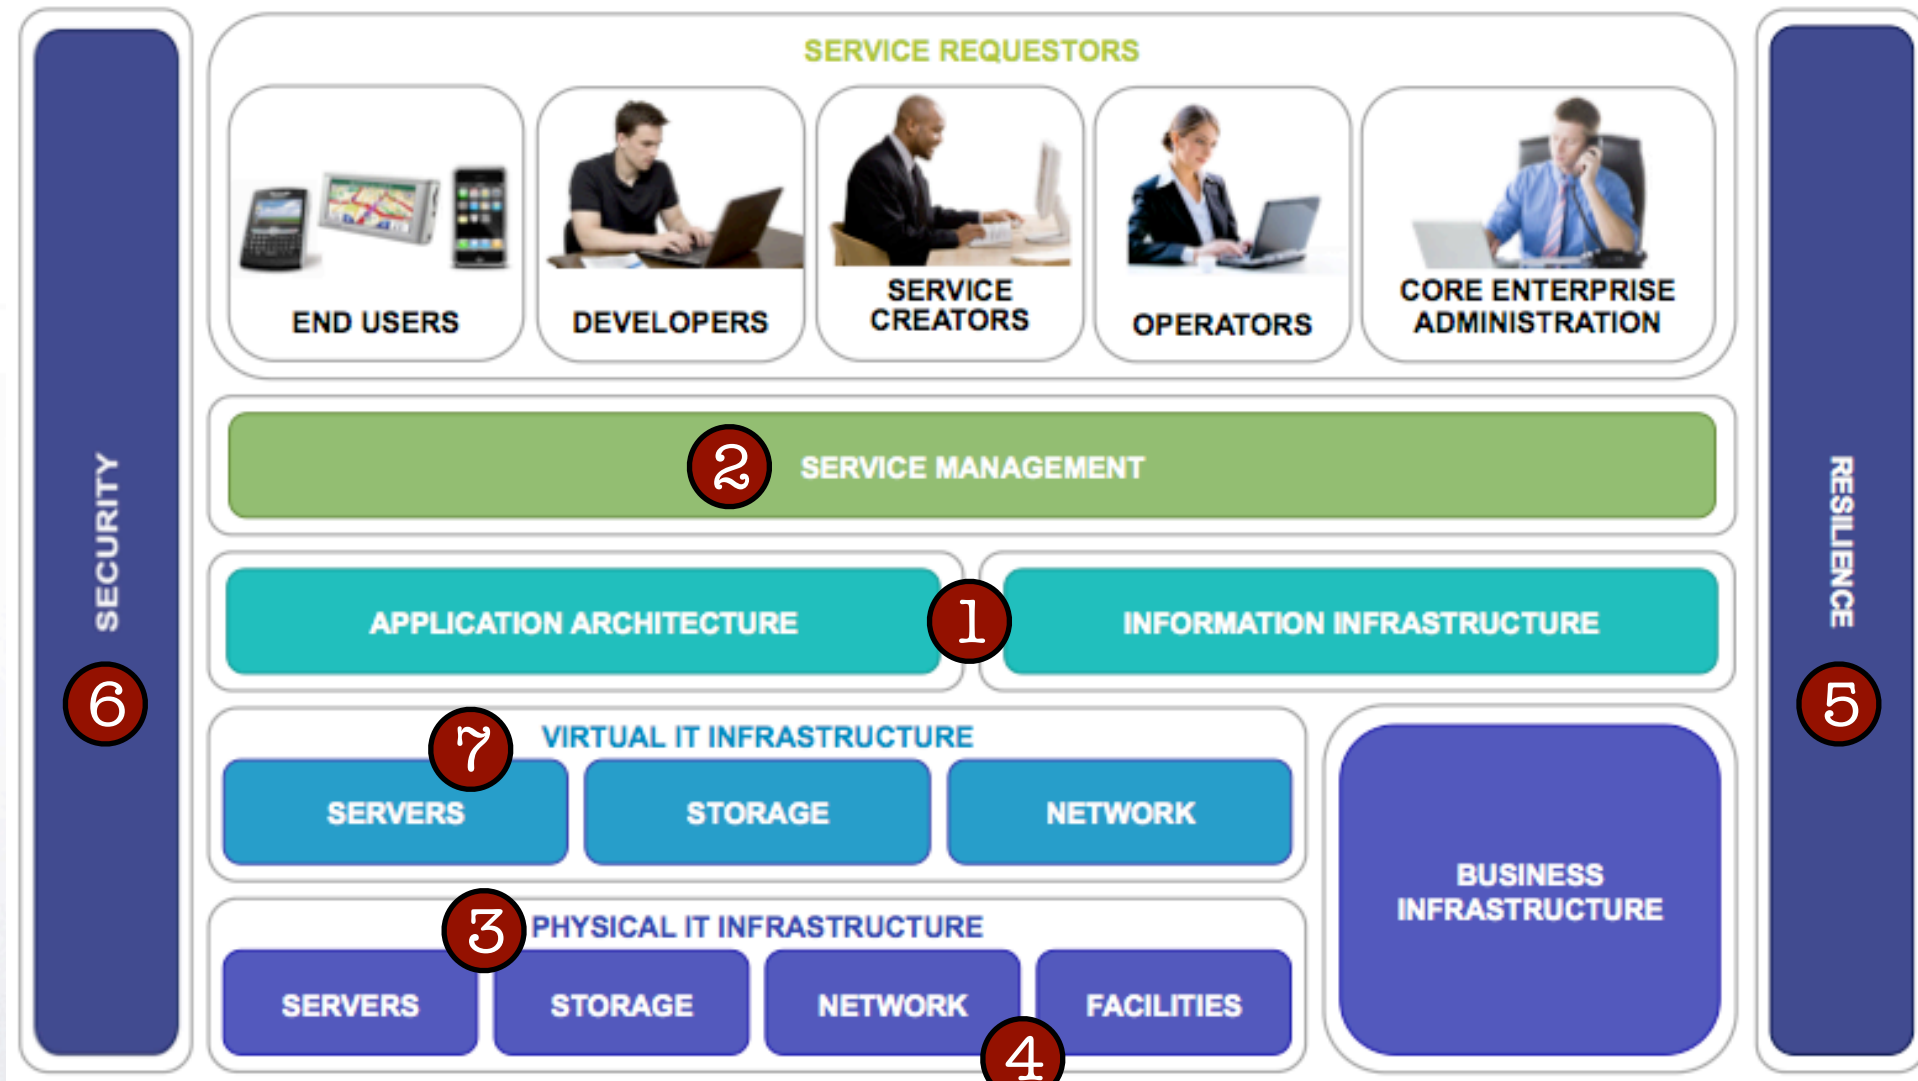 SERVICE REQUESTORS
END USERS
DEVELOPERS
SERVICE
CREATORS
OPERATORS
CORE ENTERPRISE
ADMINISTRATION
SECURITY
6
2
SERVICE MANAGEMENT
APPLICATION ARCHITECTURE
1
INFORMATION INFRASTRUCTURE
RESILIENCE
5
7
VIRTUAL IT INFRASTRUCTURE
SERVERS
STORAGE
NETWORK
BUSINESS
INFRASTRUCTURE
3
PHYSICAL IT INFRASTRUCTURE
SERVERS
STORAGE
NETWORK
FACILITIES
4